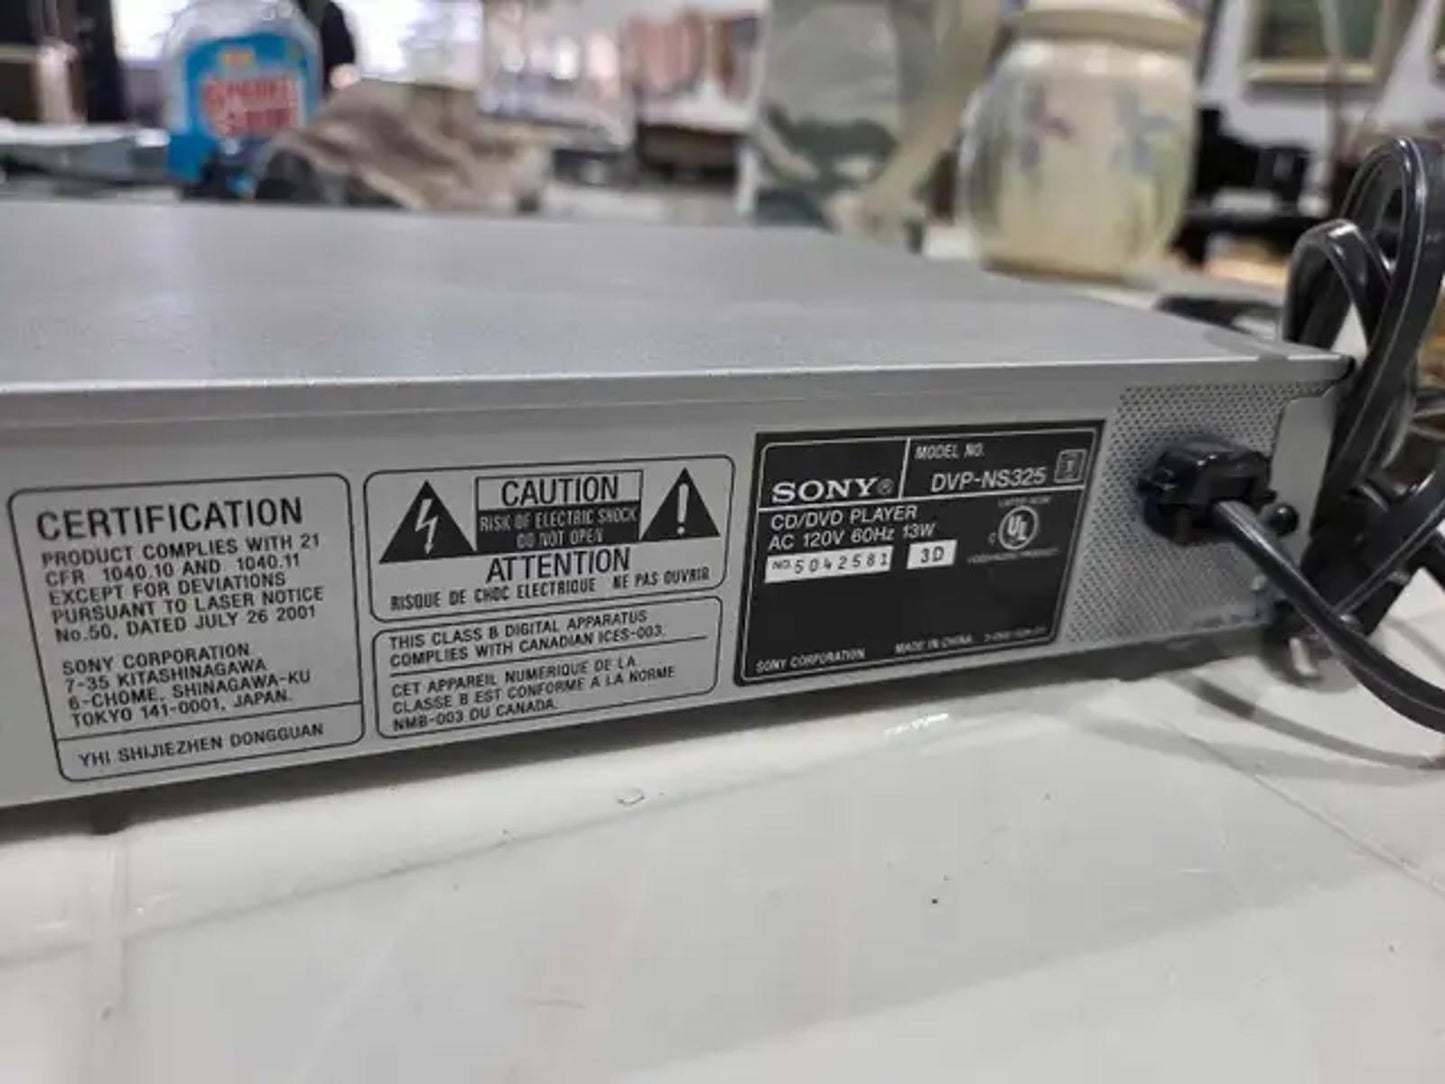 CERTIFICATION
PRODUCT COMPLIES WITH 21
CFR 1040.10 AND 1040.11
EXCEPT FOR DEVIATIONS
PURSUANT TO LASER NOTICE
No.50, DATED JULY 26 2001
SONY CORPORATION
7-35 KITASHINAGAWA
6-CHOME, SHINAGAWA-KU
TOKYO 141-0001, JAPAN.
YHI SHIJIEZHEN DONGGUAN
CAUTION
RISK OF ELECTRIC SHOCK
DO NOT OPEN
ATTENTION
RISQUE DE CHOC ELECTRIQUE NE PAS OUVRIR
THIS CLASS B DIGITAL APPARATUS
COMPLIES WITH CANADIAN ICES-003.
CET APPAREIL NUMERIQUE DE LA
CLASSE B EST CONFORME A LA NORME
NMB-003 DU CANADA.
SONY®
MODEL NO.
DVP-NS325
CD/DVD PLAYER
AC 120V 60Hz 13W
NO. 5042581
3D
UL
SONY CORPORATION
MADE IN CHINA